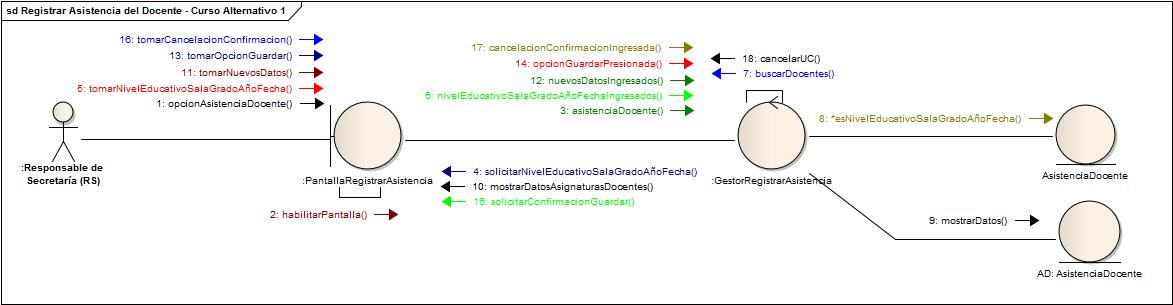 sd Registrar Asistencia del Docente - Curso Alternativo 1
16: tomarCancelacionConfirmacion()
13: tomarOpcionGuardar()
11: tomarNuevosDatos()
5: tomarNivelEducativoSalaGradoAñoFecha()
1: opcionAsistenciaDocente()
17: cancelacionConfirmacionIngresada()
14: opcionGuardarPresionada()
12: nuevosDatosIngresados()
6: nivelEducativoSalaGradoAñoFechaIngresados()
3: asistenciaDocente()
18: cancelarUC()
7: buscarDocentes()
8: *esNivelEducativoSalaGradoAñoFecha()
:Responsable de
Secretaría (RS)
:PantallaRegistrarAsistencia
:GestorRegistrarAsistencia
AsistenciaDocente
4: solicitarNivelEducativoSalaGradoAñoFecha()
10: mostrarDatosAsignaturasDocentes()
15: solicitarConfirmacionGuardar()
2: habilitarPantalla()
9: mostrarDatos()
AD: AsistenciaDocente